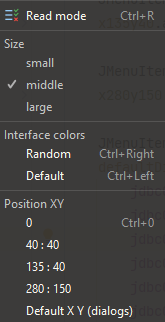 Read mode Ctrl+R
Size
small
middle
large
Interface colors
Random Ctrl+Right
Default Ctrl+Left
Position XY
0 Ctrl+0
40 : 40
135 : 40
280 : 150
Default X Y (dialogs)